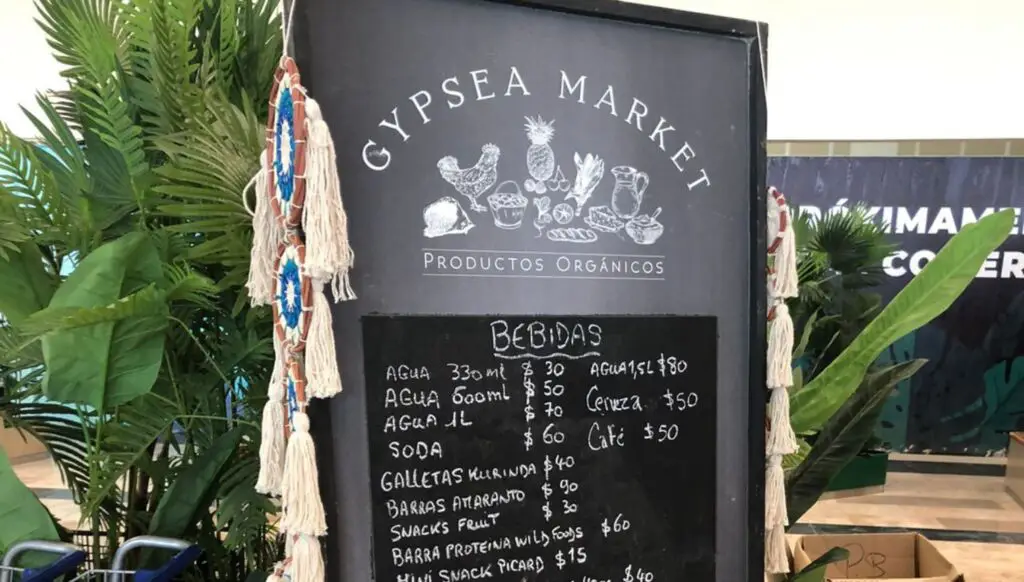 GYPSEA MARKET
PRODUCTOS ORGÁNICOS
BEBIDAS
AGUA 330ml $ 30 AGUA 1,5L $80
AGUA 600ml $ 50 Cerveza $50
AGUA 1L $ 70 Café $50
SODA $ 60
GALLETAS KURINDA $40
BARRAS AMARANTO $ 90
SNACKS FRUIT $ 30
BARRA PROTEINA WILD FOODS $60
MINI SNACK PICARD $15
$40
PB